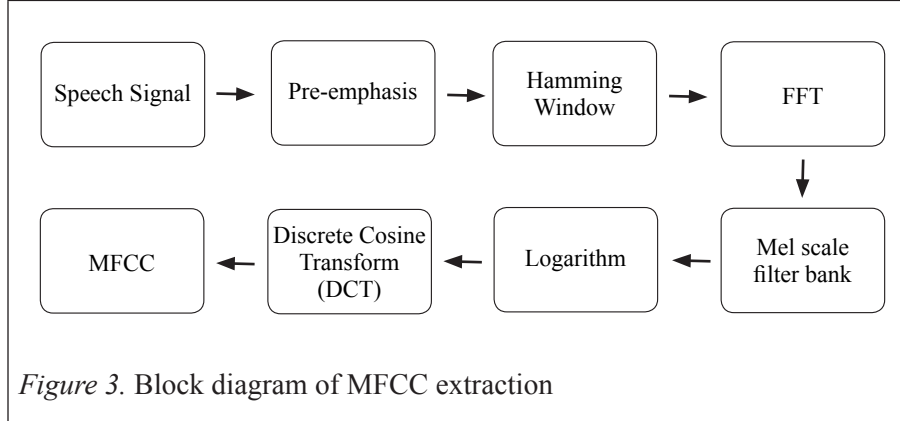 Speech Signal
Pre-emphasis
Hamming
Window
FFT
Mel scale
filter bank
Logarithm
Discrete Cosine
Transform
(DCT)
MFCC
Figure 3. Block diagram of MFCC extraction